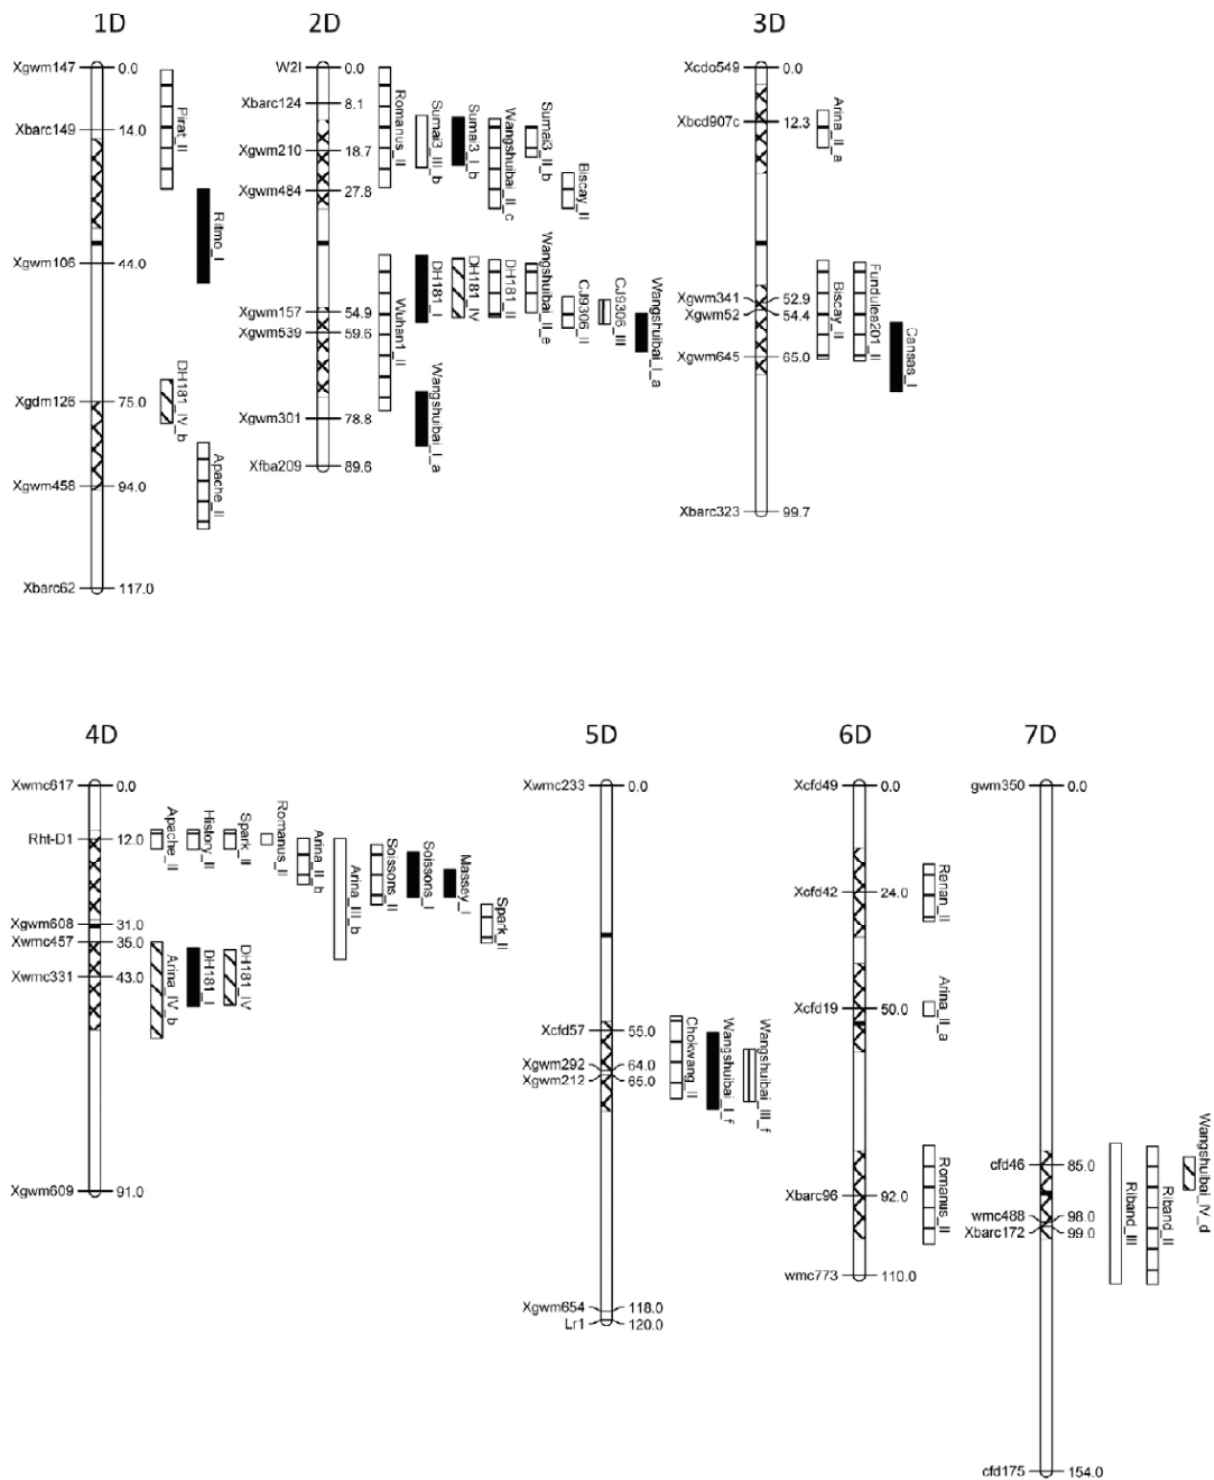 1D
2D
3D
Xgwm147 0.0
Xbarc149 14.0
Xgwm106 44.0
Xgdm126 75.0
Xgwm458 94.0
Xbarc62 117.0
Pirat_II
Ritmo_I
DH181_IV_b
Apache_II
W2I 0.0
Xbarc124 8.1
Xgwm210 18.7
Xgwm484 27.8
Xgwm157 54.9
Xgwm539 59.6
Xgwm301 78.8
Xfba209 89.6
Romanus_II
Sumai3_III_b
Sumai3_I_b
Wangshuibai_II_c
Sumai3_II_b
Biscay_II
Wuhan1_II
DH181_I
DH181_IV
DH181_II
Wangshuibai_II_e
CJ9306_II
CJ9306_III
Wangshuibai_I_a
Wangshuibai_I_a
Xcdo549 0.0
Xbcd907c 12.3
Xgwm341 52.9
Xgwm52 54.4
Xgwm645 65.0
Xbarc323 99.7
Arina_II_a
Biscay_II
Fundulea201_II
Cansas_I
4D
5D
6D
7D
Xwmc617 0.0
Rht-D1 12.0
Xgwm608 31.0
Xwmc457 35.0
Xwmc331 43.0
Xgwm609 91.0
Apache_II
History_II
Spark_II
Romanus_II
Arina_II_b
Arina_III_b
Soissons_II
Soissons_I
Massey_I
Spark_II
Arina_IV_b
DH181_I
DH181_IV
Xwmc233 0.0
Xcfd57 55.0
Xgwm292 64.0
Xgwm212 65.0
Xgwm654 118.0
Lr1 120.0
Chokwang_II
Wangshuibai_I_f
Wangshuibai_III_f
Xcfd49 0.0
Xcfd42 24.0
Xcfd19 50.0
Xbarc96 92.0
wmc773 110.0
Renan_II
Arina_II_a
Romanus_II
gwm350 0.0
cfd46 85.0
wmc488 98.0
Xbarc172 99.0
cfd175 154.0
Riband_III
Riband_II
Wangshuibai_IV_d